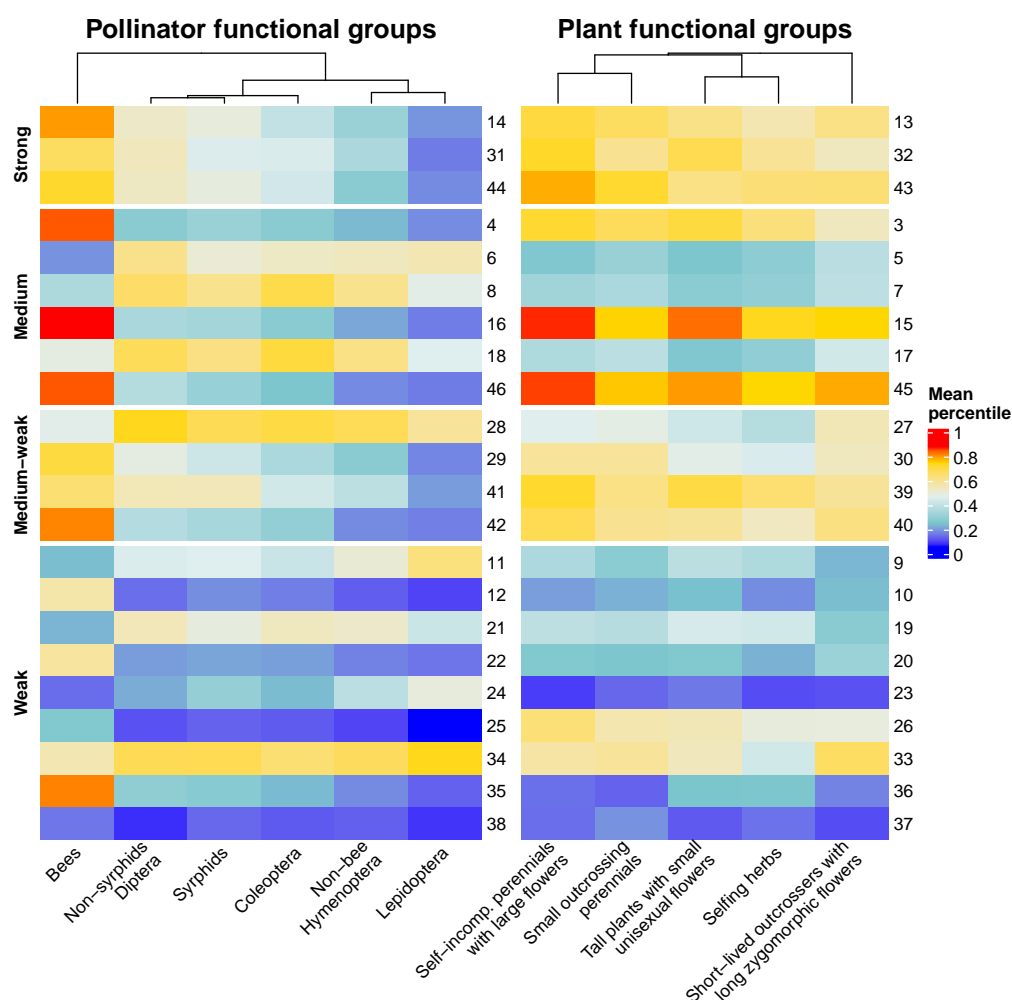 Pollinator functional groups
Plant functional groups
Strong
14
31
44
13
32
43
Medium
4
6
8
16
18
46
3
5
7
15
17
45
Medium−weak
28
29
41
42
27
30
39
40
Weak
11
12
21
22
24
25
34
35
38
9
10
19
20
23
26
33
36
37
Mean
percentile
1
0.8
0.6
0.4
0.2
0
Bees
Non−syrphids
Diptera
Syrphids
Coleoptera
Non−bee
Hymenoptera
Lepidoptera
Self−incomp. perennials
with large flowers
Small outcrossing
perennials
Tall plants with small
unisexual flowers
Selfing herbs
Short−lived outcrossers with
long zygomorphic flowers